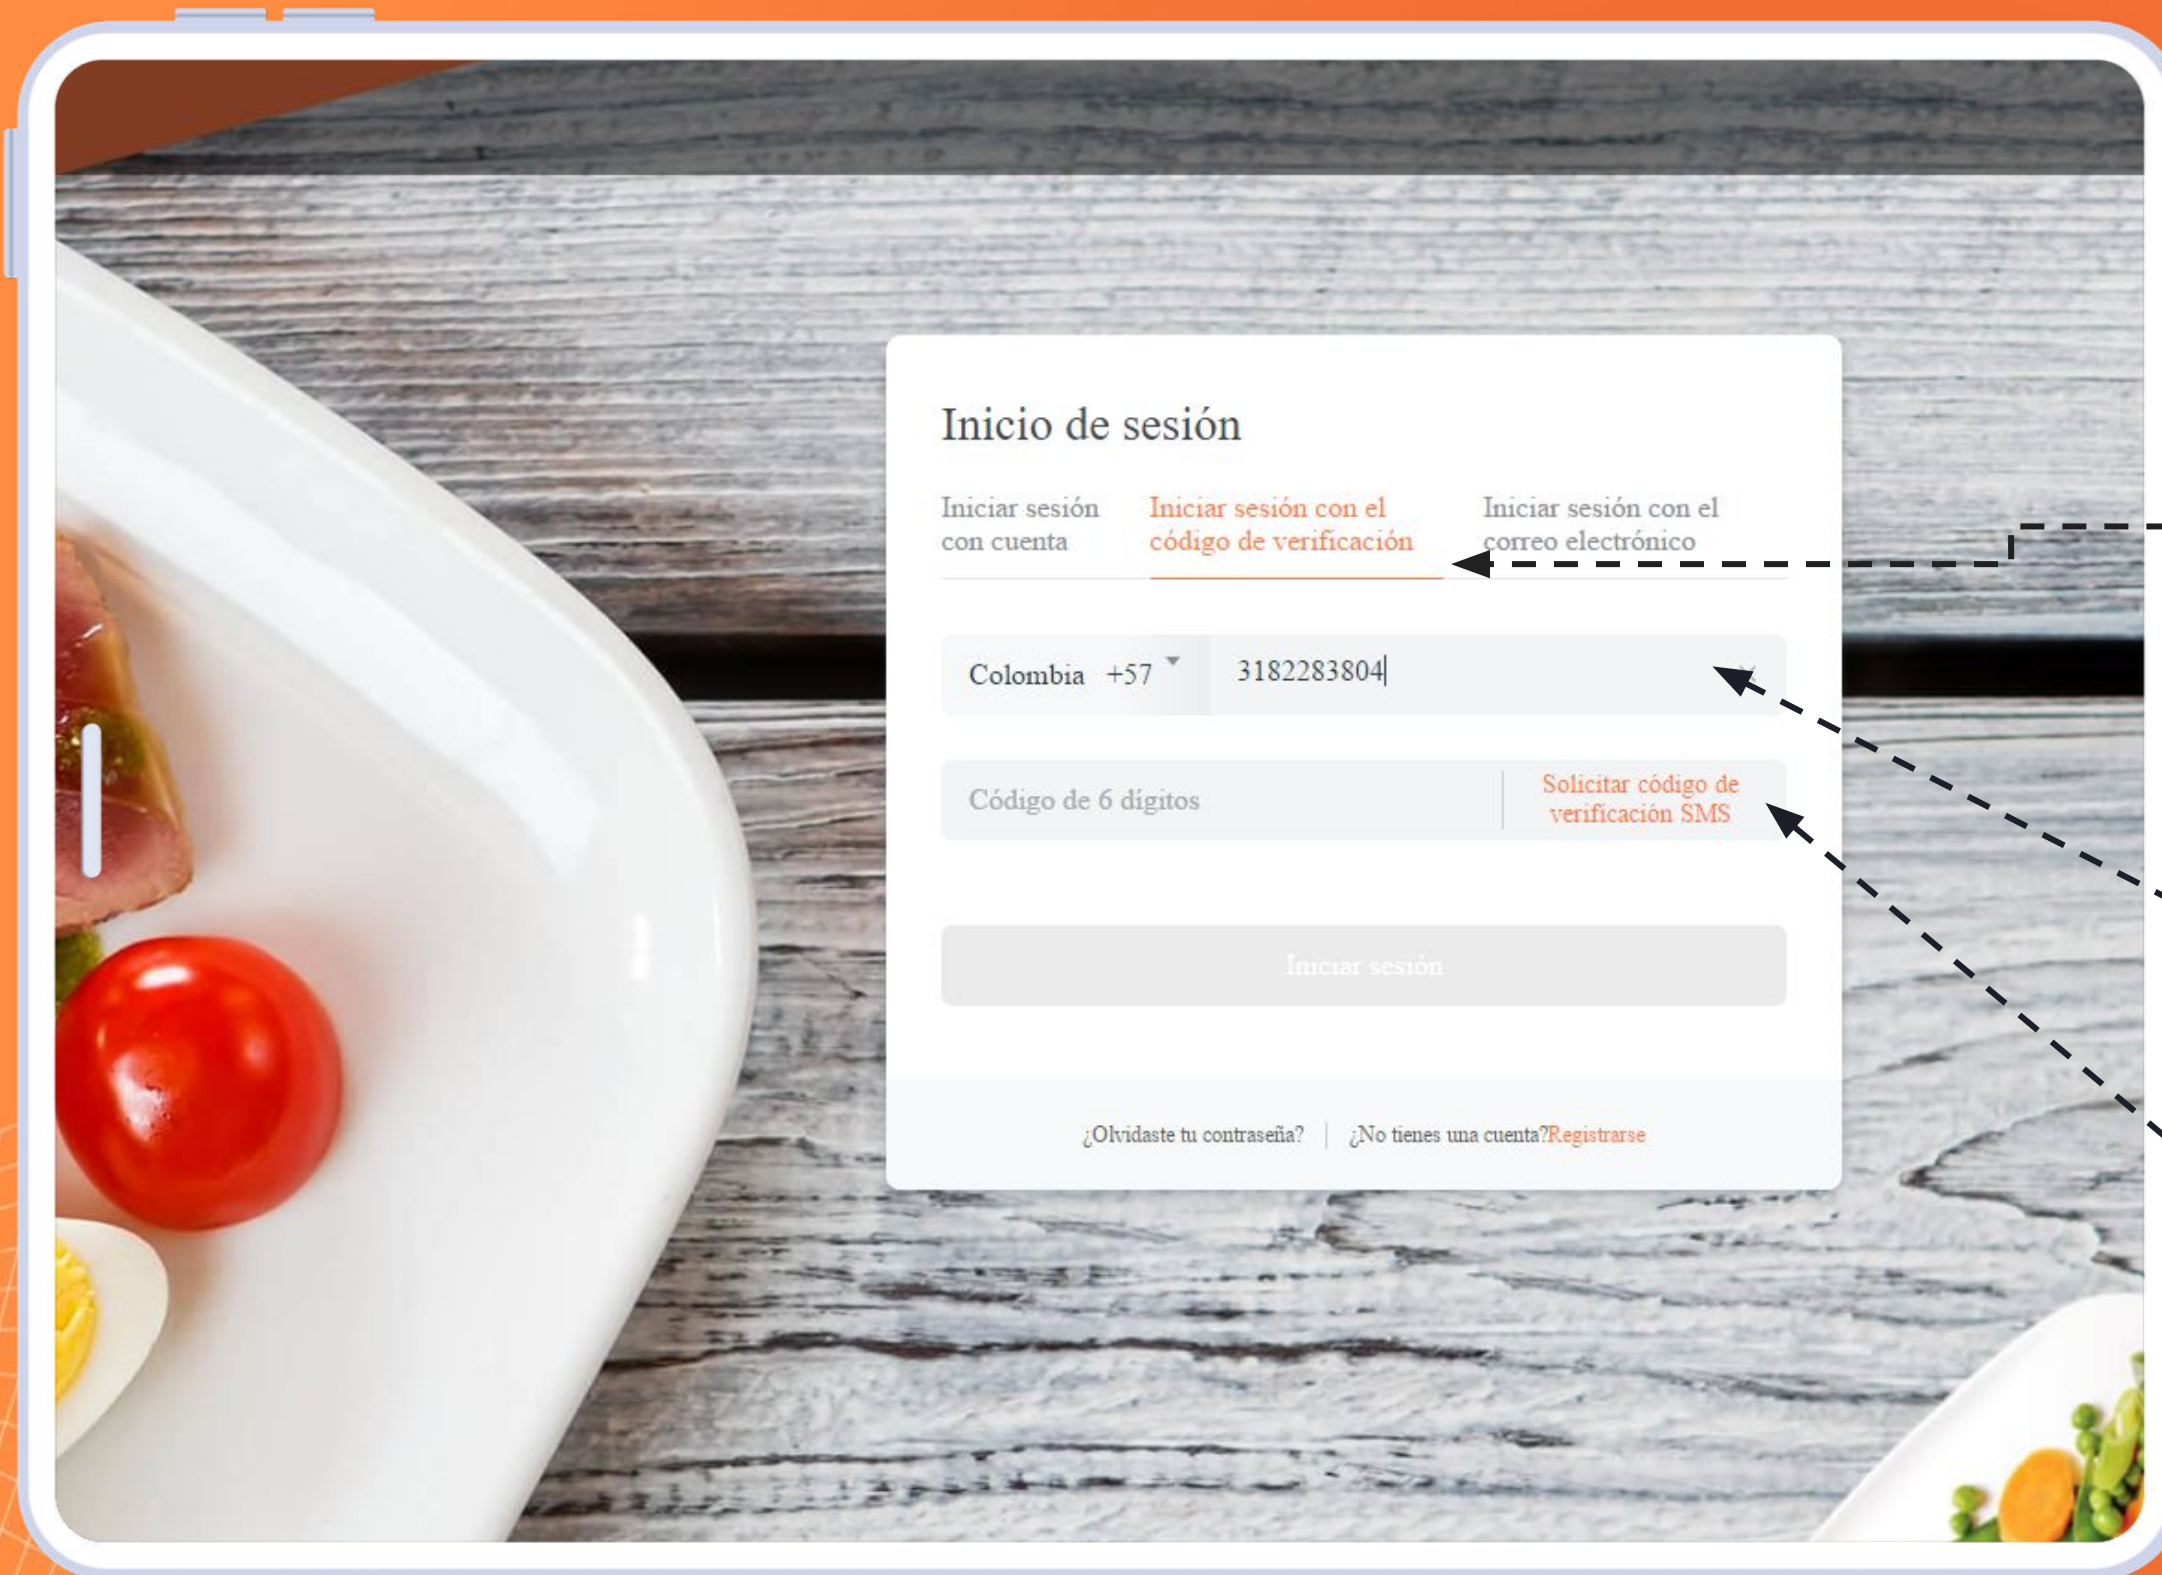 Inicio de sesión
Iniciar sesión
con cuenta
Iniciar sesión con el
código de verificación
Iniciar sesión con el
correo electrónico
Colombia +57
3182283804
Código de 6 dígitos
Solicitar código de
verificación SMS
Iniciar sesión
¿Olvidaste tu contraseña?
¿No tienes una cuenta?Registrarse